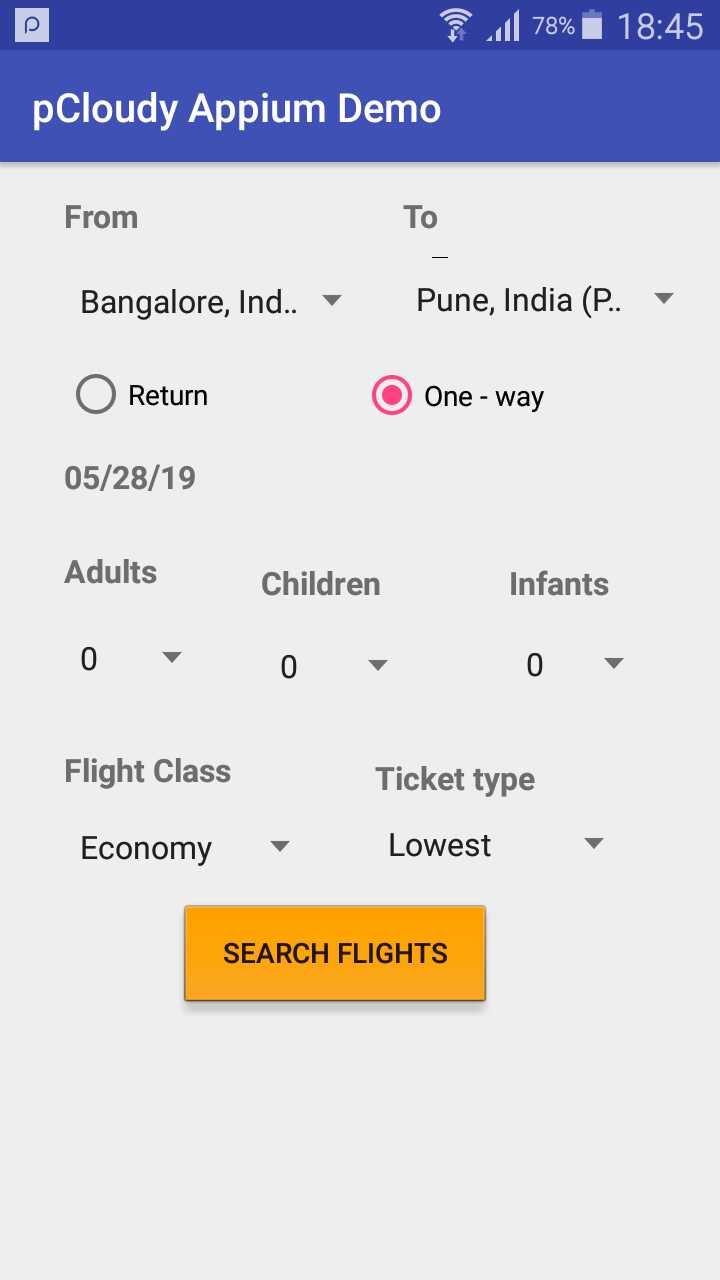 78% 18:45
pCloudy Appium Demo
From To
Bangalore, Ind.. Pune, India (P..
Return One - way
05/28/19
Adults Children Infants
0 0 0
Flight Class Ticket type
Economy Lowest
SEARCH FLIGHTS